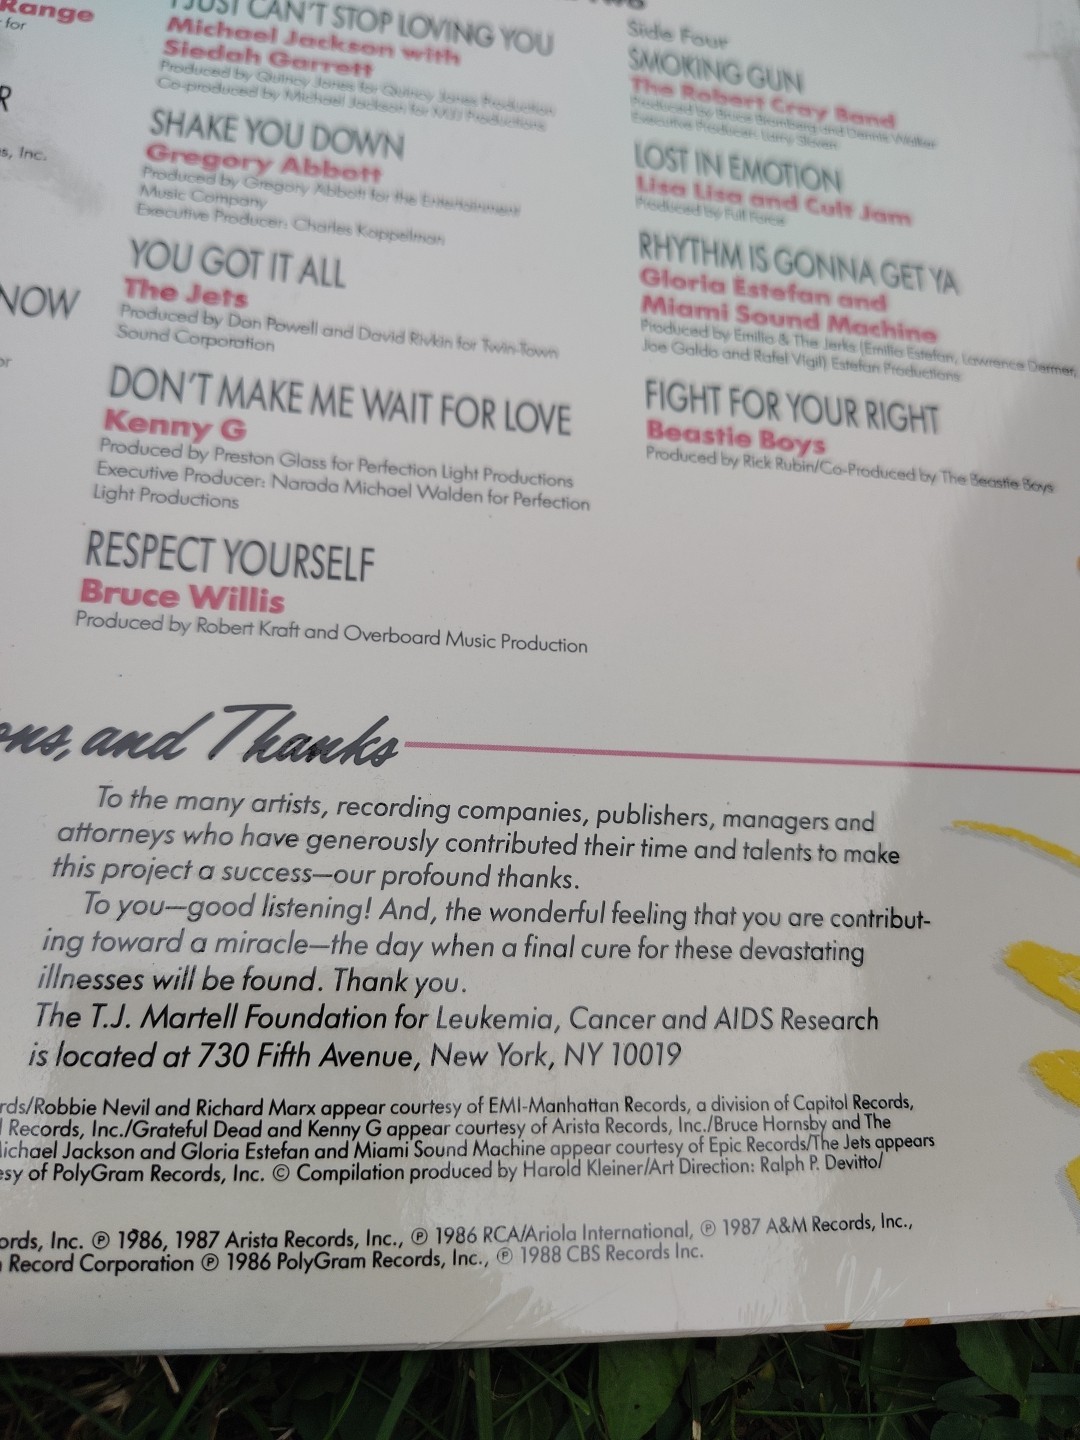 Range
for
R
s, Inc.
NOW
or
I JUST CAN'T STOP LOVING YOU
Michael Jackson with
Siedah Garrett
Produced by Quincy Jones for Quincy Jones Production
Co-produced by Michael Jackson for MJJ Productions
SHAKE YOU DOWN
Gregory Abbott
Produced by Gregory Abbott for the Entertainment
Music Company
Executive Producer: Charles Koppelman
YOU GOT IT ALL
The Jets
Produced by Don Powell and David Rivkin for Twin-Town
Sound Corporation
DON'T MAKE ME WAIT FOR LOVE
Kenny G
Produced by Preston Glass for Perfection Light Productions
Executive Producer: Narada Michael Walden for Perfection
Light Productions
RESPECT YOURSELF
Bruce Willis
Produced by Robert Kraft and Overboard Music Production
Side Four
SMOKING GUN
The Robert Cray Band
Produced by Bruce Bromberg and Dennis Walker
Executive Producer: Larry Sloven
LOST IN EMOTION
Lisa Lisa and Cult Jam
Produced by Full Force
RHYTHM IS GONNA GET YA
Gloria Estefan and
Miami Sound Machine
Produced by Emilio & The Jerks (Emilio Estefan, Lawrence Dermer,
Joe Galdo and Rafel Vigil) Estefan Productions
FIGHT FOR YOUR RIGHT
Beastie Boys
Produced by Rick Rubin/Co-Produced by The Beastie Boys
ons, and Thanks
To the many artists, recording companies, publishers, managers and
attorneys who have generously contributed their time and talents to make
this project a success—our profound thanks.
To you—good listening! And, the wonderful feeling that you are contribut-
ing toward a miracle—the day when a final cure for these devastating
illnesses will be found. Thank you.
The T.J. Martell Foundation for Leukemia, Cancer and AIDS Research
is located at 730 Fifth Avenue, New York, NY 10019
rds/Robbie Nevil and Richard Marx appear courtesy of EMI-Manhattan Records, a division of Capitol Records,
Records, Inc./Grateful Dead and Kenny G appear courtesy of Arista Records, Inc./Bruce Hornsby and The
ichael Jackson and Gloria Estefan and Miami Sound Machine appear courtesy of Epic Records/The Jets appears
esy of PolyGram Records, Inc. © Compilation produced by Harold Kleiner/Art Direction: Ralph P. Devitto/
ords, Inc. ℗ 1986, 1987 Arista Records, Inc., ℗ 1986 RCA/Ariola International, ℗ 1987 A&M Records, Inc.,
Record Corporation ℗ 1986 PolyGram Records, Inc., ℗ 1988 CBS Records Inc.